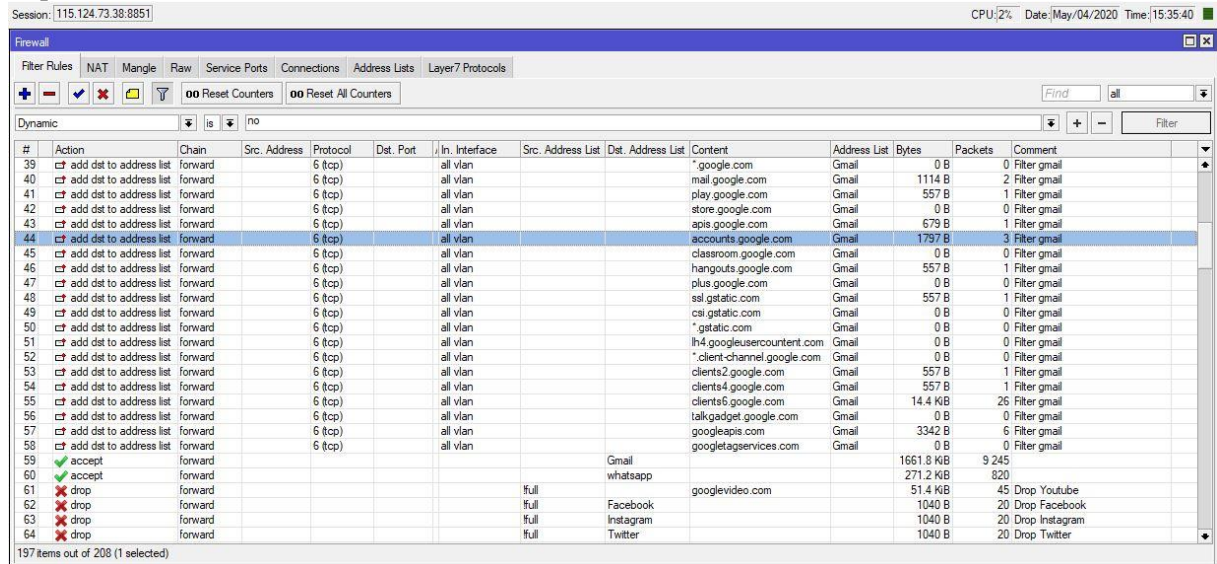 Session: 115.124.73.38:8851 CPU: 2% Date: May/04/2020 Time: 15:35:40
Firewall
Filter Rules NAT Mangle Raw Service Ports Connections Address Lists Layer7 Protocols
00 Reset Counters 00 Reset All Counters Find all
Dynamic is no Filter
# Action Chain Src. Address Protocol Dst. Port In. Interface Src. Address List Dst. Address List Content Address List Bytes Packets Comment
39 add dst to address list forward 6 (tcp) all vlan *.google.com Gmail 0 B 0 Filter gmail
40 add dst to address list forward 6 (tcp) all vlan mail.google.com Gmail 1114 B 2 Filter gmail
41 add dst to address list forward 6 (tcp) all vlan play.google.com Gmail 557 B 1 Filter gmail
42 add dst to address list forward 6 (tcp) all vlan store.google.com Gmail 0 B 0 Filter gmail
43 add dst to address list forward 6 (tcp) all vlan apis.google.com Gmail 679 B 1 Filter gmail
44 add dst to address list forward 6 (tcp) all vlan accounts.google.com Gmail 1797 B 3 Filter gmail
45 add dst to address list forward 6 (tcp) all vlan classroom.google.com Gmail 0 B 0 Filter gmail
46 add dst to address list forward 6 (tcp) all vlan hangouts.google.com Gmail 557 B 1 Filter gmail
47 add dst to address list forward 6 (tcp) all vlan plus.google.com Gmail 0 B 0 Filter gmail
48 add dst to address list forward 6 (tcp) all vlan ssl.gstatic.com Gmail 557 B 1 Filter gmail
49 add dst to address list forward 6 (tcp) all vlan csi.gstatic.com Gmail 0 B 0 Filter gmail
50 add dst to address list forward 6 (tcp) all vlan *.gstatic.com Gmail 0 B 0 Filter gmail
51 add dst to address list forward 6 (tcp) all vlan lh4.googleusercountent.com Gmail 0 B 0 Filter gmail
52 add dst to address list forward 6 (tcp) all vlan *.client-channel.google.com Gmail 0 B 0 Filter gmail
53 add dst to address list forward 6 (tcp) all vlan clients2.google.com Gmail 557 B 1 Filter gmail
54 add dst to address list forward 6 (tcp) all vlan clients4.google.com Gmail 557 B 1 Filter gmail
55 add dst to address list forward 6 (tcp) all vlan clients6.google.com Gmail 14.4 KiB 26 Filter gmail
56 add dst to address list forward 6 (tcp) all vlan talkgadget.google.com Gmail 0 B 0 Filter gmail
57 add dst to address list forward 6 (tcp) all vlan googleapis.com Gmail 3342 B 6 Filter gmail
58 add dst to address list forward 6 (tcp) all vlan googletagservices.com Gmail 0 B 0 Filter gmail
59 accept forward Gmail 1661.8 KiB 9 245
60 accept forward whatsapp 271.2 KiB 820
61 drop forward !full googlevideo.com 51.4 KiB 45 Drop Youtube
62 drop forward !full Facebook 1040 B 20 Drop Facebook
63 drop forward !full Instagram 1040 B 20 Drop Instagram
64 drop forward !full Twitter 1040 B 20 Drop Twitter
197 items out of 208 (1 selected)